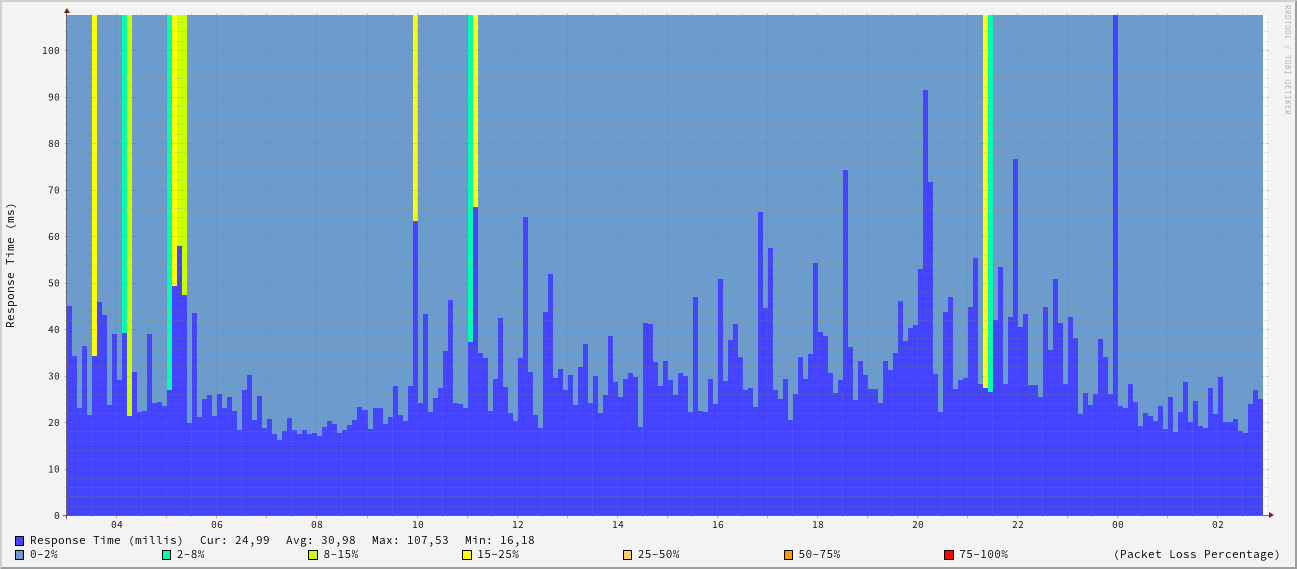 RRDTOOL / TOBI OETIKER
Response Time (ms)
100
90
80
70
60
50
40
30
20
10
0
04 06 08 10 12 14 16 18 20 22 00 02
Response Time (millis) Cur: 24,99 Avg: 30,98 Max: 107,53 Min: 16,18
0-2% 2-8% 8-15% 15-25% 25-50% 50-75% 75-100% (Packet Loss Percentage)